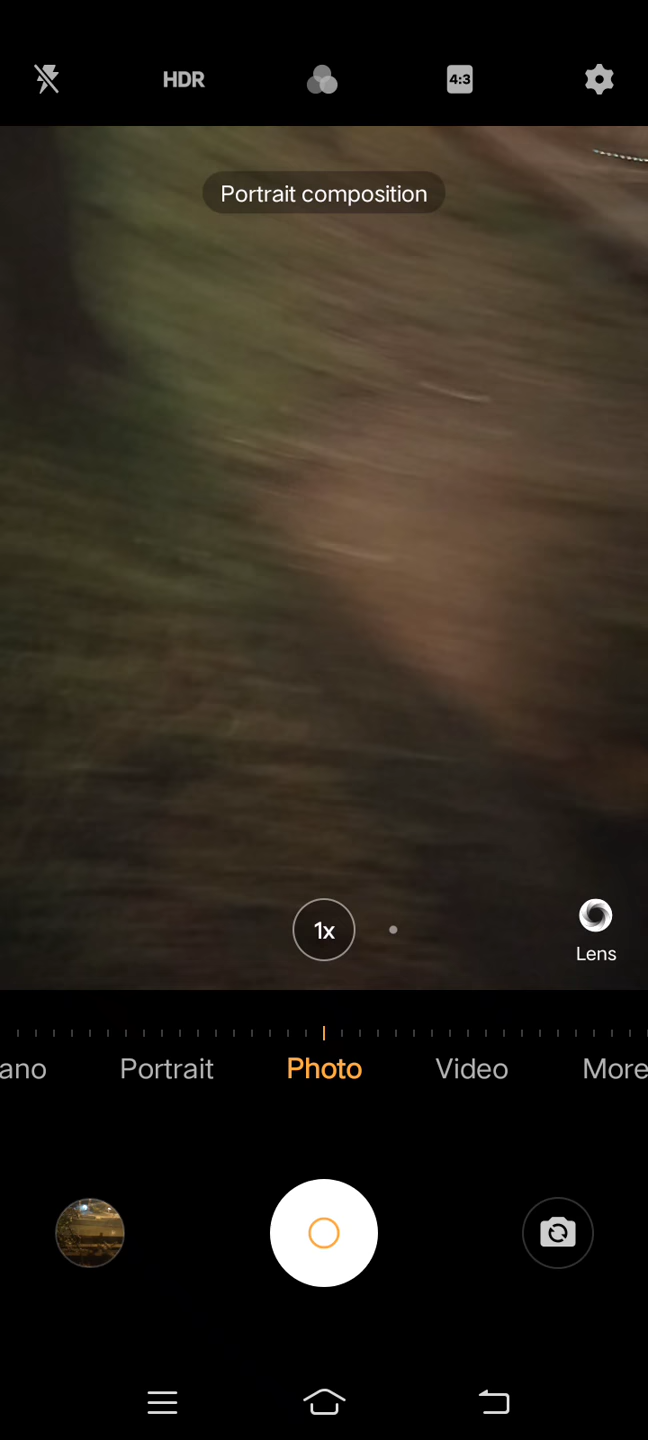 HDR
4:3
Portrait composition
1x
Lens
ano
Portrait
Photo
Video
More